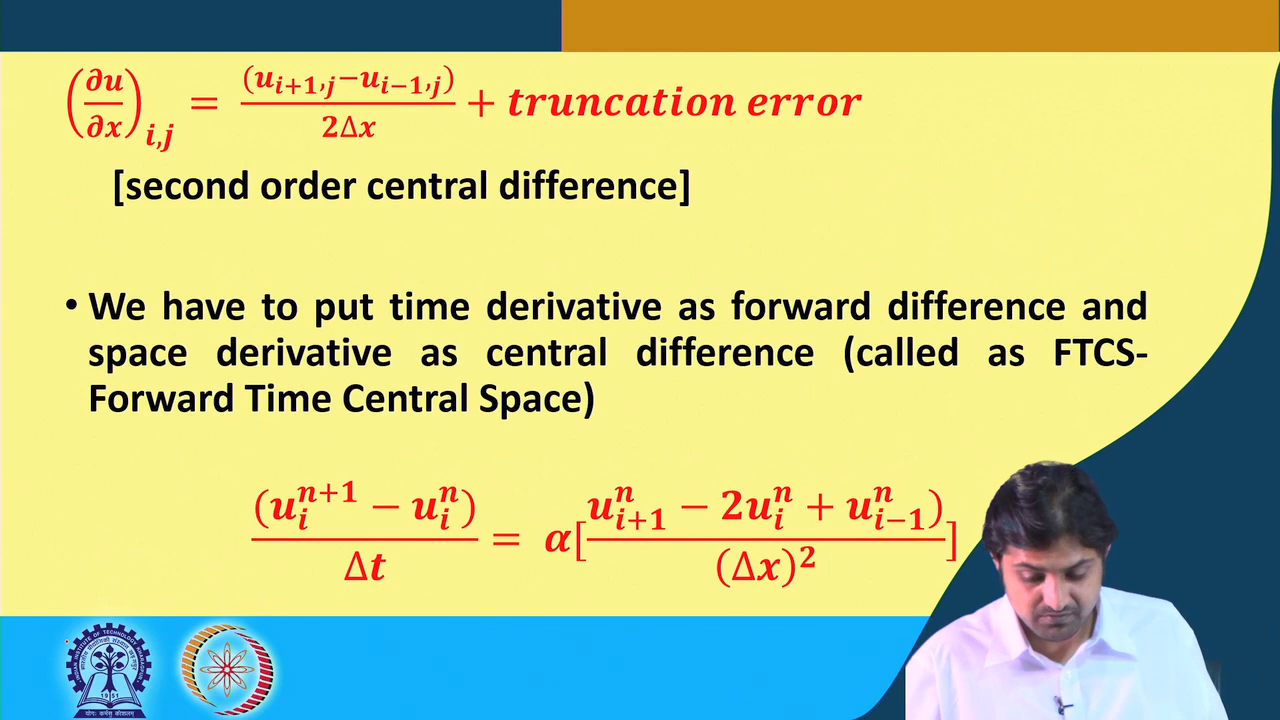 (∂u/∂x)_{i,j} = (u_{i+1,j}−u_{i−1,j})/2Δx + truncation error
[second order central difference]
• We have to put time derivative as forward difference and
space derivative as central difference (called as FTCS-
Forward Time Central Space)
(u_i^{n+1} − u_i^n)/Δt = α[u_{i+1}^n − 2u_i^n + u_{i−1}^n)/(Δx)^2]
1951